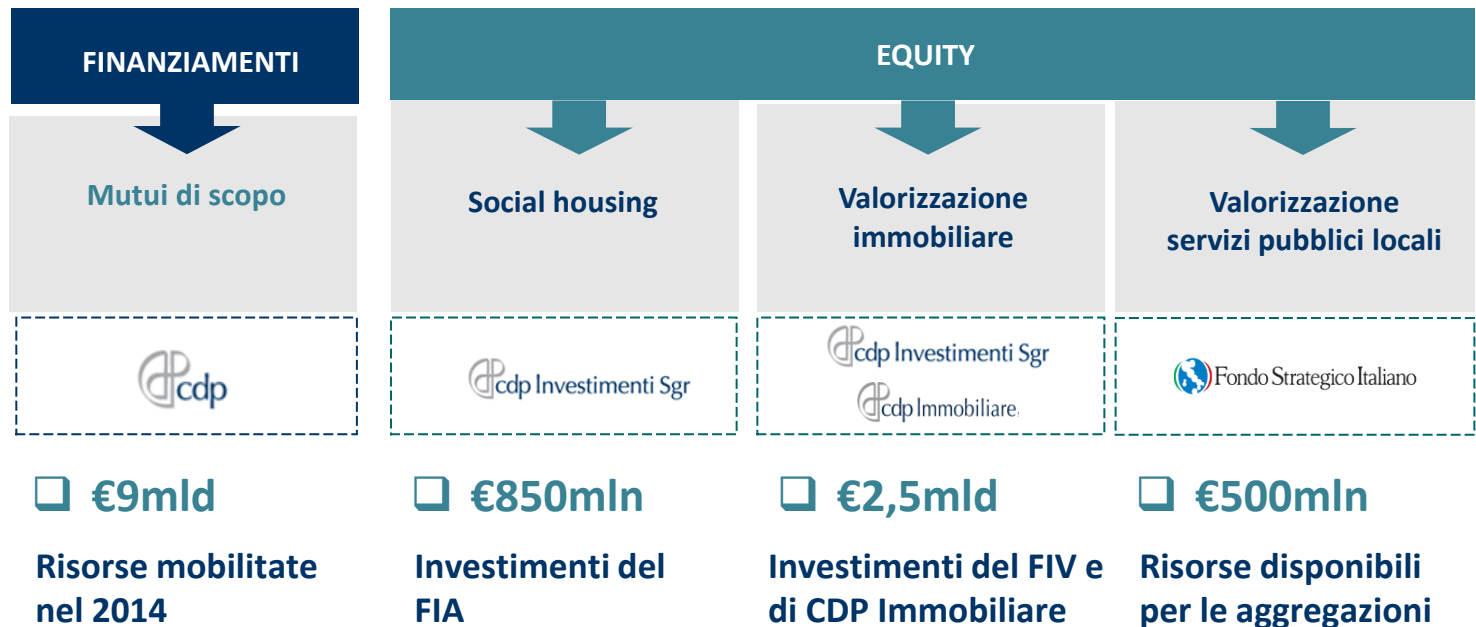 FINANZIAMENTI
EQUITY
Mutui di scopo
Social housing
Valorizzazione
immobiliare
Valorizzazione
servizi pubblici locali
cdp
cdp Investimenti Sgr
cdp Investimenti Sgr
cdp Immobiliare
Fondo Strategico Italiano
€9mld
Risorse mobilitate
nel 2014
€850mln
Investimenti del
FIA
€2,5mld
Investimenti del FIV e
di CDP Immobiliare
€500mln
Risorse disponibili
per le aggregazioni